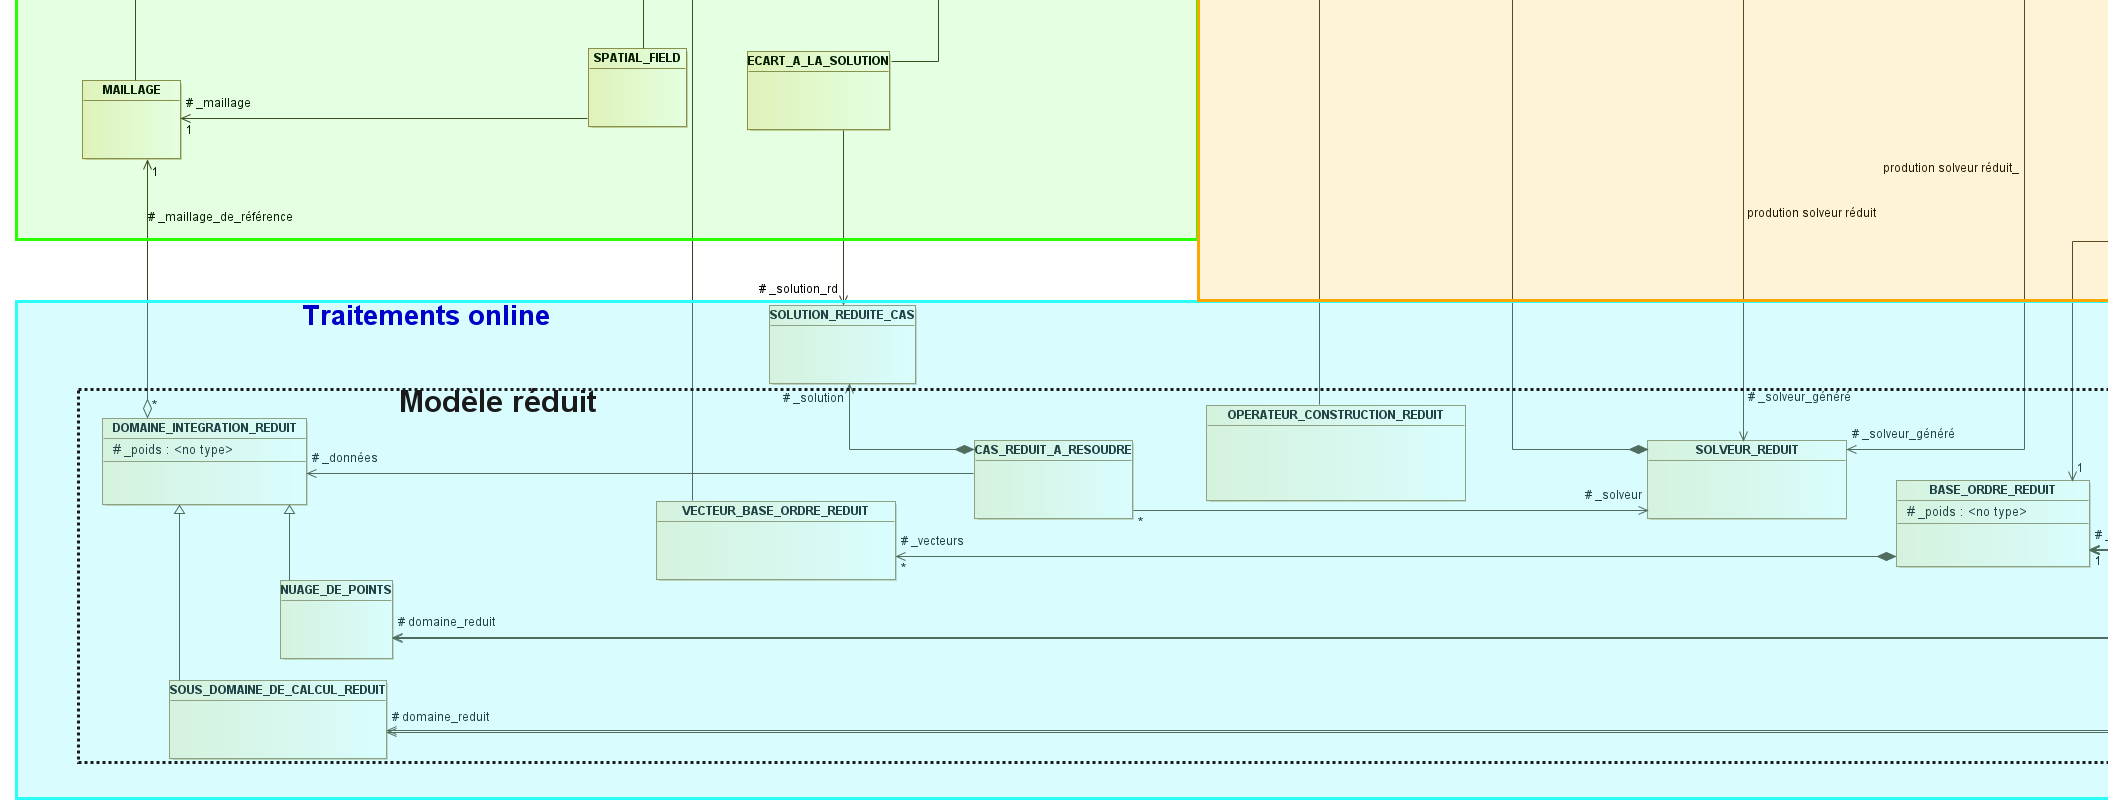 SPATIAL_FIELD
ECART_A_LA_SOLUTION
MAILLAGE
# _maillage
1
1
prodution solveur réduit_
prodution solveur réduit
# _maillage_de_référence
# _solution_rd
Traitements online
SOLUTION_REDUITE_CAS
Modèle réduit
# _solution
# _solveur_généré
*
DOMAINE_INTEGRATION_REDUIT
# _poids : <no type>
# _données
OPERATEUR_CONSTRUCTION_REDUIT
CAS_REDUIT_A_RESOUDRE
# _solveur_généré
SOLVEUR_REDUIT
1
BASE_ORDRE_REDUIT
# _poids : <no type>
# _solveur
*
VECTEUR_BASE_ORDRE_REDUIT
# _vecteurs
*
# _
1
NUAGE_DE_POINTS
# domaine_reduit
SOUS_DOMAINE_DE_CALCUL_REDUIT
# domaine_reduit